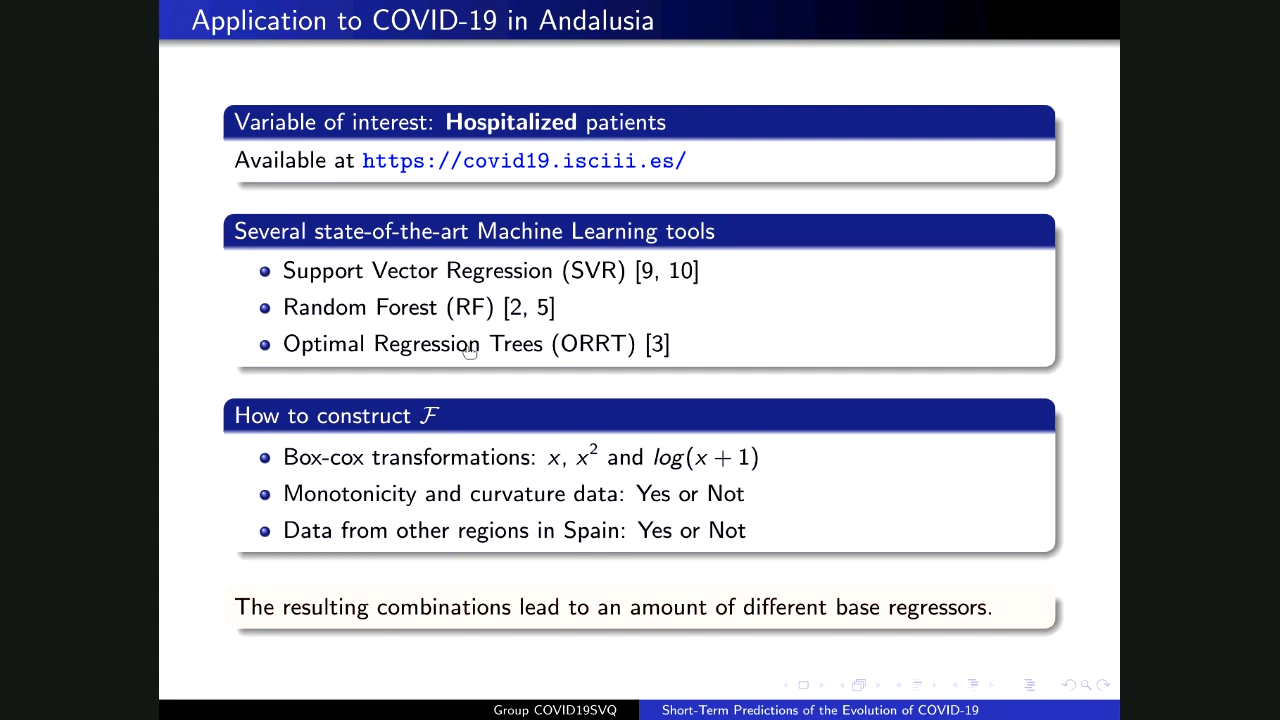 Application to COVID-19 in Andalusia
Variable of interest: Hospitalized patients
Available at https://covid19.isciii.es/
Several state-of-the-art Machine Learning tools
Support Vector Regression (SVR) [9, 10]
Random Forest (RF) [2, 5]
Optimal Regression Trees (ORRT) [3]
How to construct ℱ
Box-cox transformations: x, x² and log(x + 1)
Monotonicity and curvature data: Yes or Not
Data from other regions in Spain: Yes or Not
The resulting combinations lead to an amount of different base regressors.
Group COVID19SVQ
Short-Term Predictions of the Evolution of COVID-19